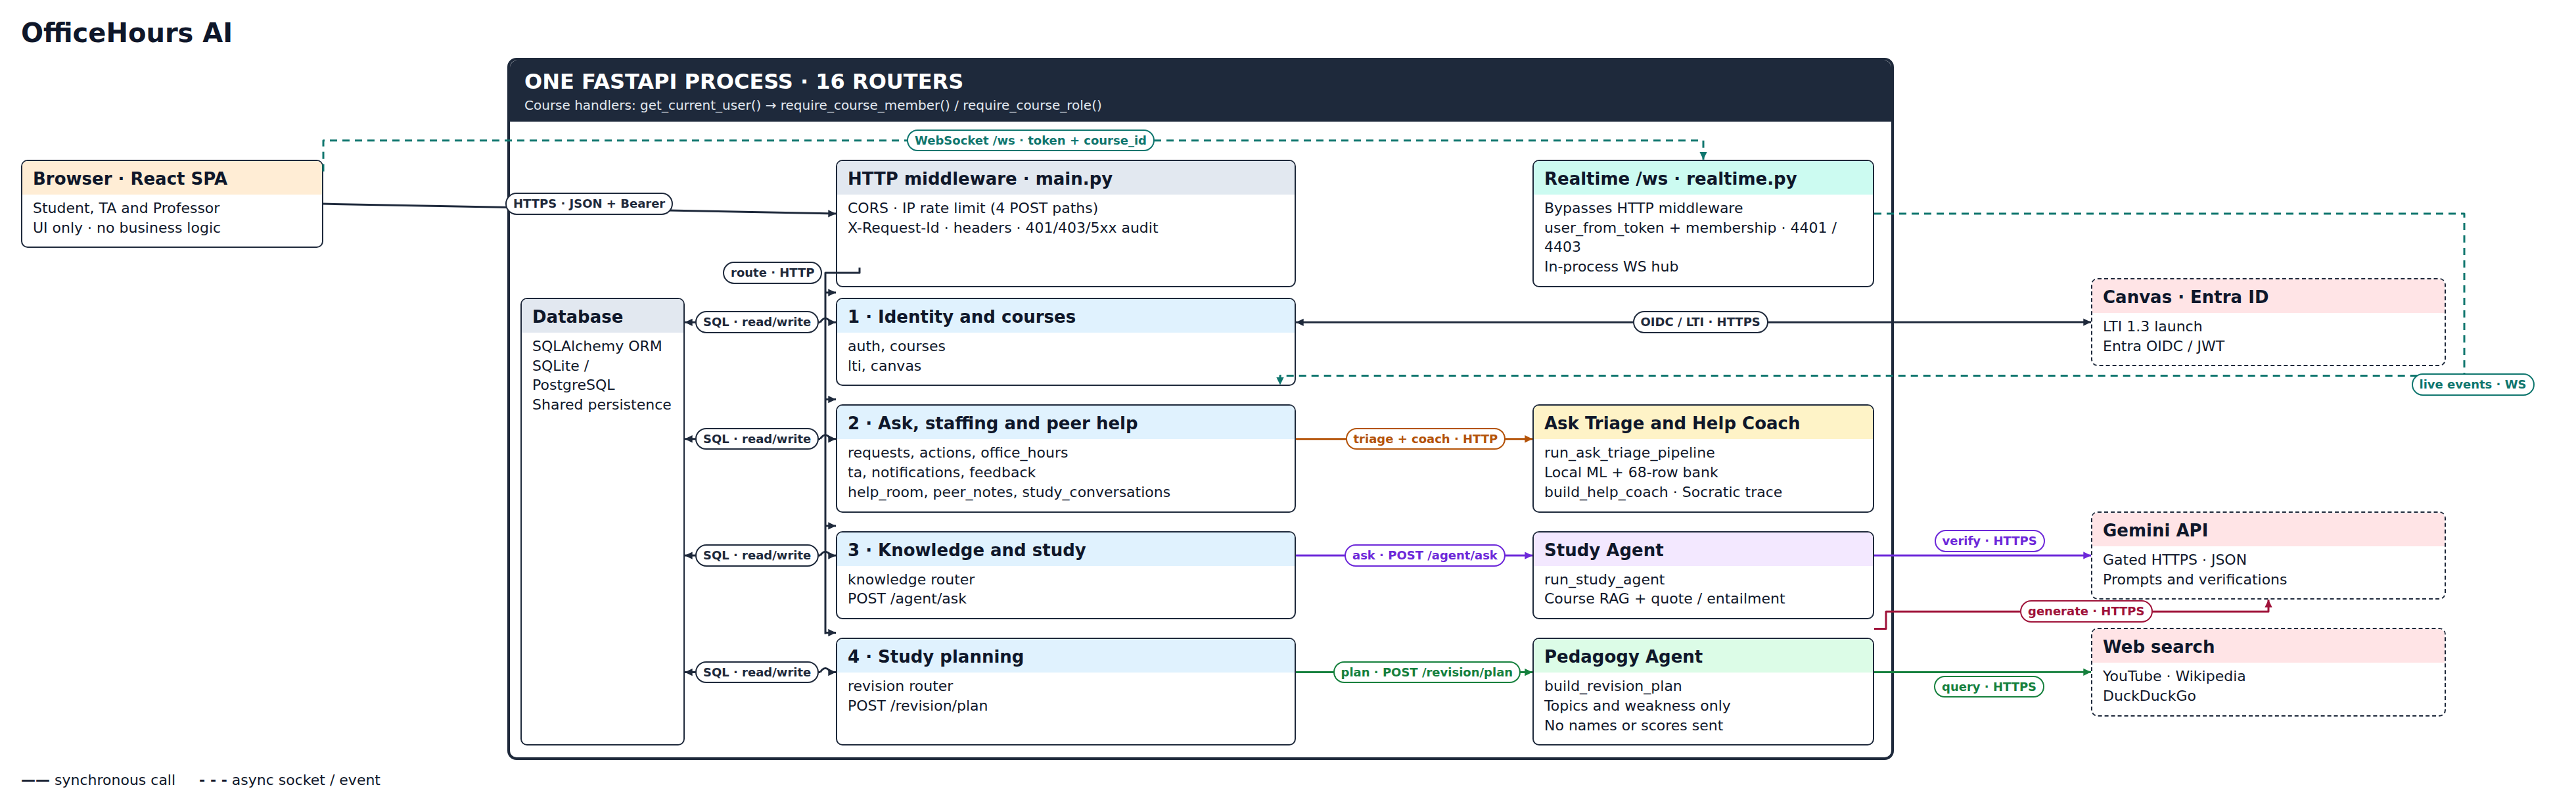 OfficeHours AI
ONE FASTAPI PROCESS · 16 ROUTERS
Course handlers: get_current_user() → require_course_member() / require_course_role()
WebSocket /ws · token + course_id
Browser · React SPA
Student, TA and Professor
UI only · no business logic
HTTPS · JSON + Bearer
HTTP middleware · main.py
CORS · IP rate limit (4 POST paths)
X-Request-Id · headers · 401/403/5xx audit
Realtime /ws · realtime.py
Bypasses HTTP middleware
user_from_token + membership · 4401 /
4403
In-process WS hub
route · HTTP
Database
SQLAlchemy ORM
SQLite /
PostgreSQL
Shared persistence
SQL · read/write
1 · Identity and courses
auth, courses
lti, canvas
OIDC / LTI · HTTPS
Canvas · Entra ID
LTI 1.3 launch
Entra OIDC / JWT
live events · WS
SQL · read/write
2 · Ask, staffing and peer help
requests, actions, office_hours
ta, notifications, feedback
help_room, peer_notes, study_conversations
triage + coach · HTTP
Ask Triage and Help Coach
run_ask_triage_pipeline
Local ML + 68-row bank
build_help_coach · Socratic trace
SQL · read/write
3 · Knowledge and study
knowledge router
POST /agent/ask
ask · POST /agent/ask
Study Agent
run_study_agent
Course RAG + quote / entailment
verify · HTTPS
Gemini API
Gated HTTPS · JSON
Prompts and verifications
generate · HTTPS
SQL · read/write
4 · Study planning
revision router
POST /revision/plan
plan · POST /revision/plan
Pedagogy Agent
build_revision_plan
Topics and weakness only
No names or scores sent
query · HTTPS
Web search
YouTube · Wikipedia
DuckDuckGo
—— synchronous call - - - async socket / event